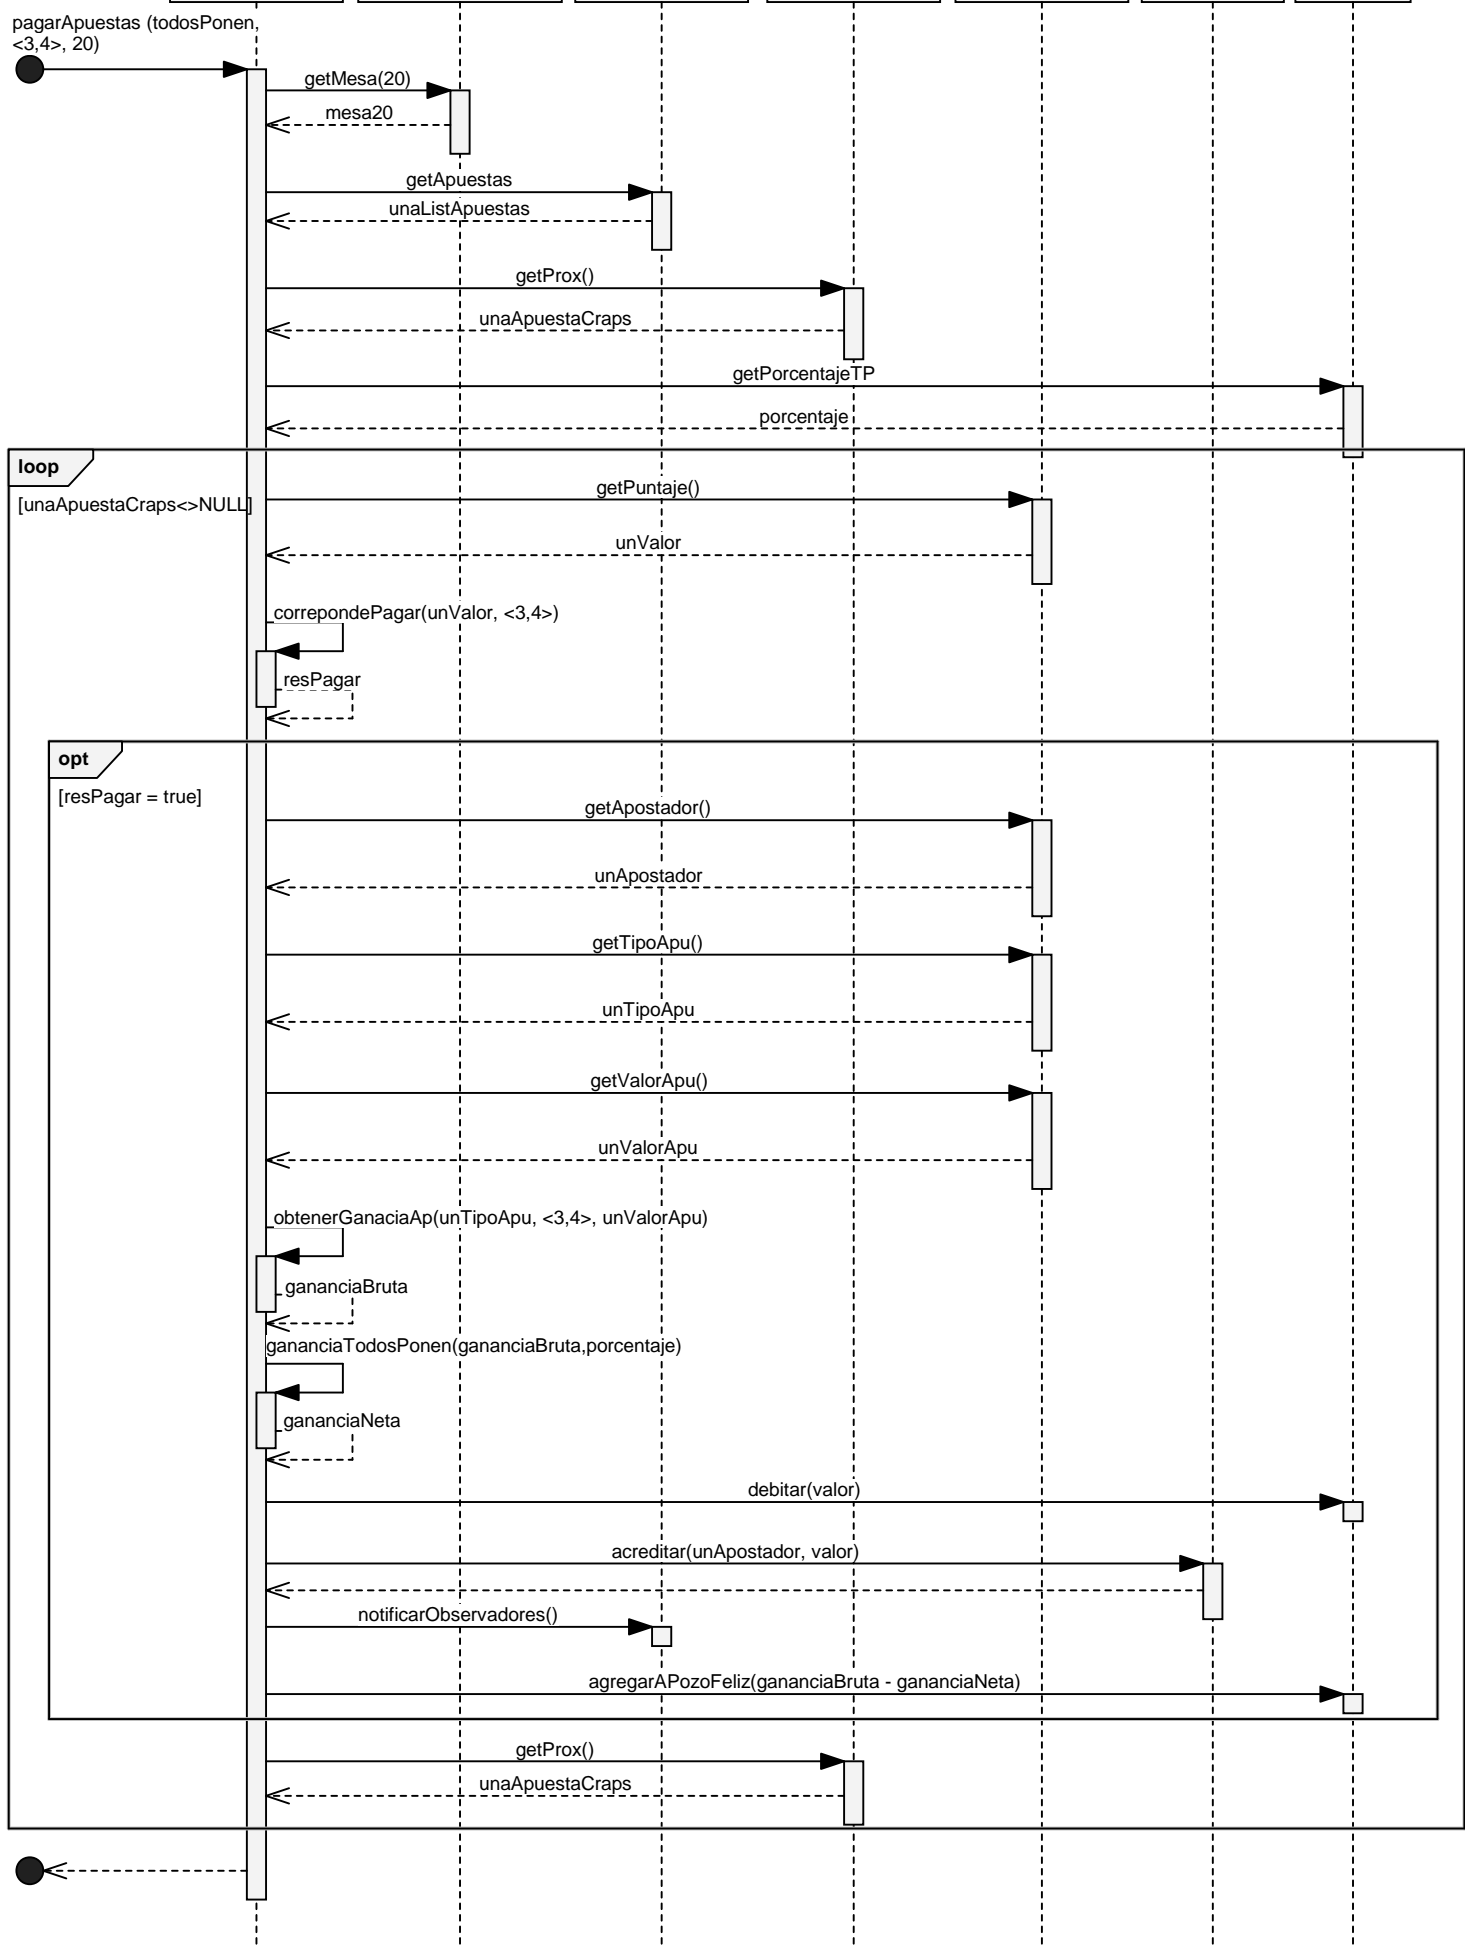 pagarApuestas (todosPonen,
<3,4>, 20)
getMesa(20)
mesa20
getApuestas
unaListApuestas
getProx()
unaApuestaCraps
getPorcentajeTP
porcentaje
loop
[unaApuestaCraps<>NULL]
getPuntaje()
unValor
correpondePagar(unValor, <3,4>)
resPagar
opt
[resPagar = true]
getApostador()
unApostador
getTipoApu()
unTipoApu
getValorApu()
unValorApu
obtenerGanaciaAp(unTipoApu, <3,4>, unValorApu)
gananciaBruta
gananciaTodosPonen(gananciaBruta,porcentaje)
gananciaNeta
debitar(valor)
acreditar(unApostador, valor)
notificarObservadores()
agregarAPozoFeliz(gananciaBruta - gananciaNeta)
getProx()
unaApuestaCraps